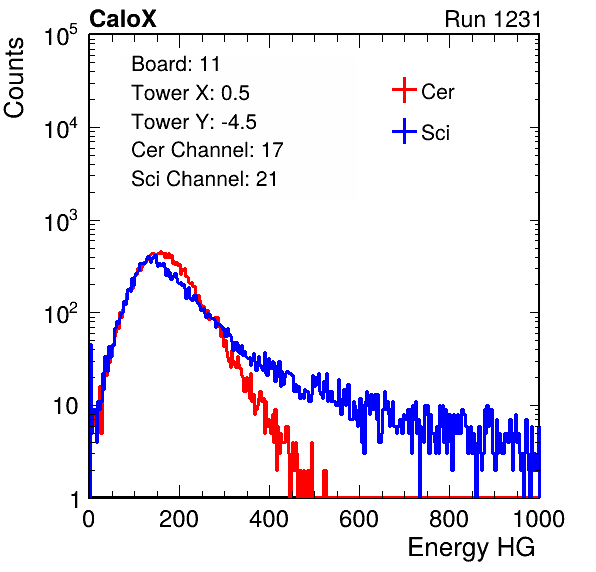 CaloX Run 1231
Counts
10^5
10^4
10^3
10^2
10
1
Board: 11
Tower X: 0.5
Tower Y: -4.5
Cer Channel: 17
Sci Channel: 21
Cer
Sci
0 200 400 600 800 1000
Energy HG